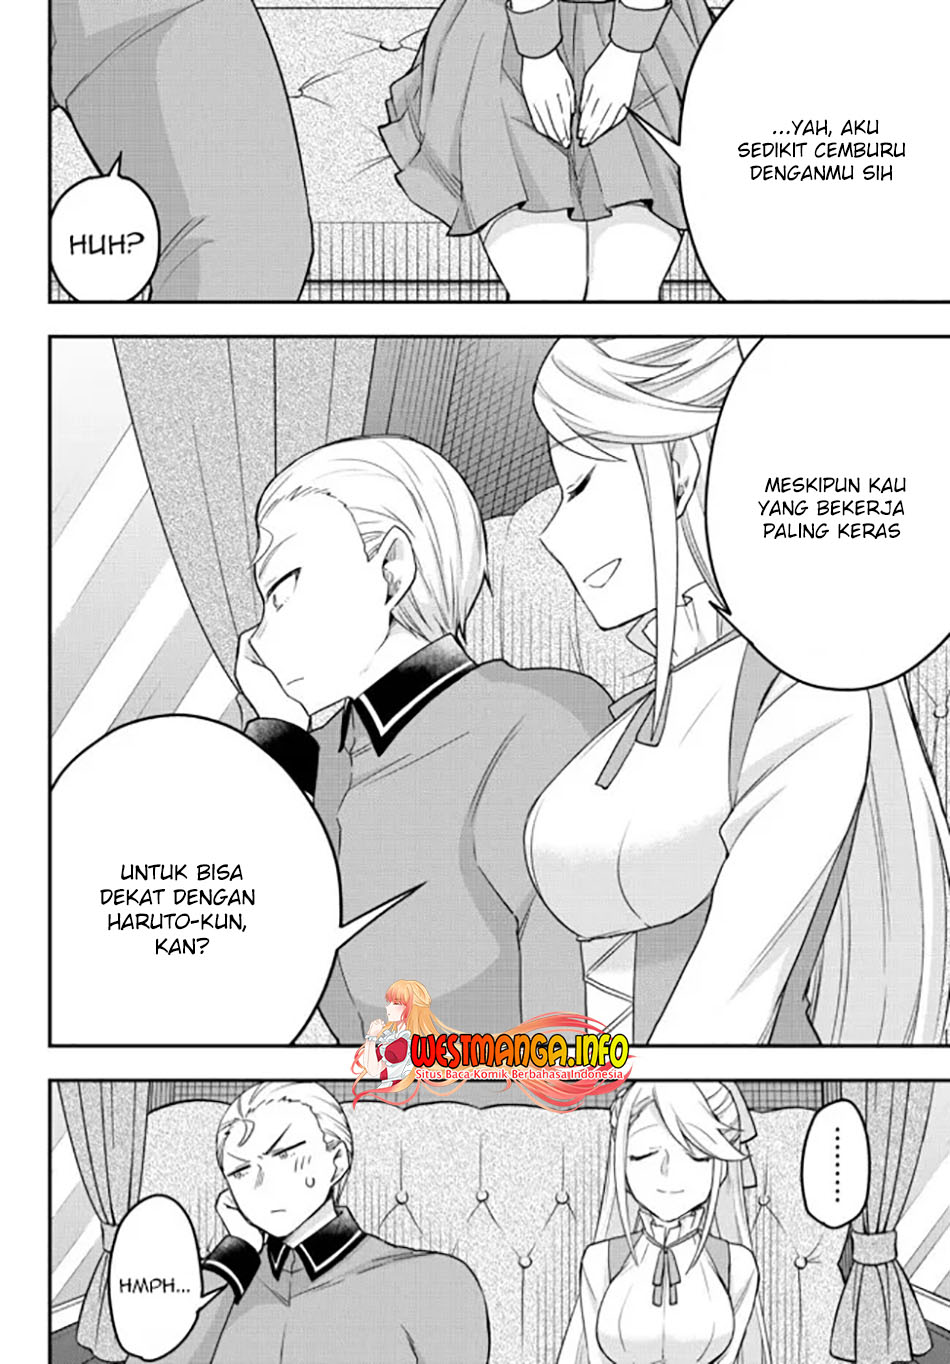 ...YAH, AKU
SEDIKIT CEMBURU
DENGANMU SIH
HUH?
MESKIPUN KAU
YANG BEKERJA
PALING KERAS
UNTUK BISA
DEKAT DENGAN
HARUTO-KUN,
KAN?
WESTMANGA.INFO
Situs Baca Komik Berbahasa Indonesia
.........
HMPH...